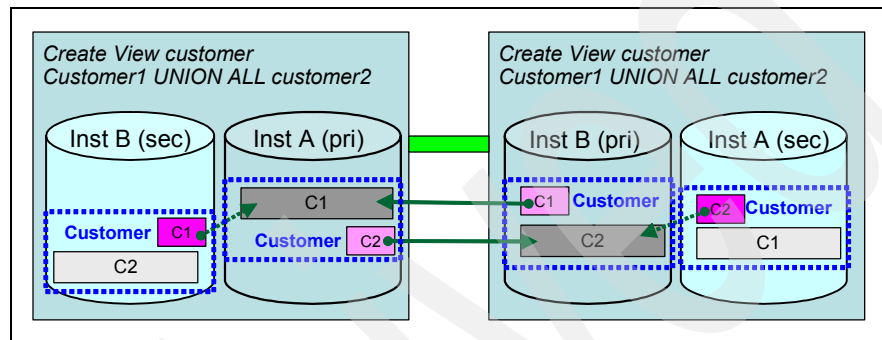 Create View customer
Customer1 UNION ALL customer2
Inst B (sec)
Inst A (pri)
C1
Customer
C1
Customer
C2
C2
Create View customer
Customer1 UNION ALL customer2
Inst B (pri)
Inst A (sec)
C1
Customer
C2
C2
Customer
C1